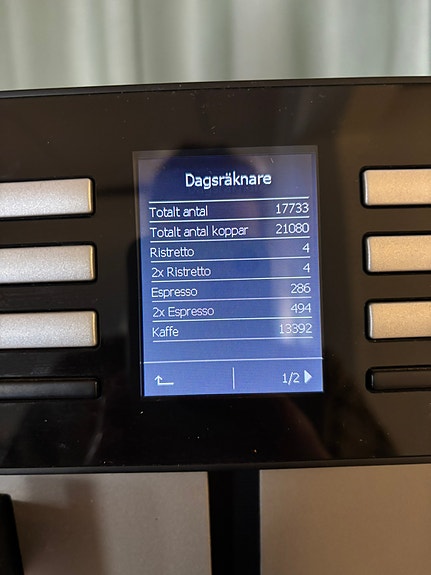 Dagsräknare
Totalt antal 17733
Totalt antal koppar 21080
Ristretto 4
2x Ristretto 4
Espresso 286
2x Espresso 494
Kaffe 13392
1/2